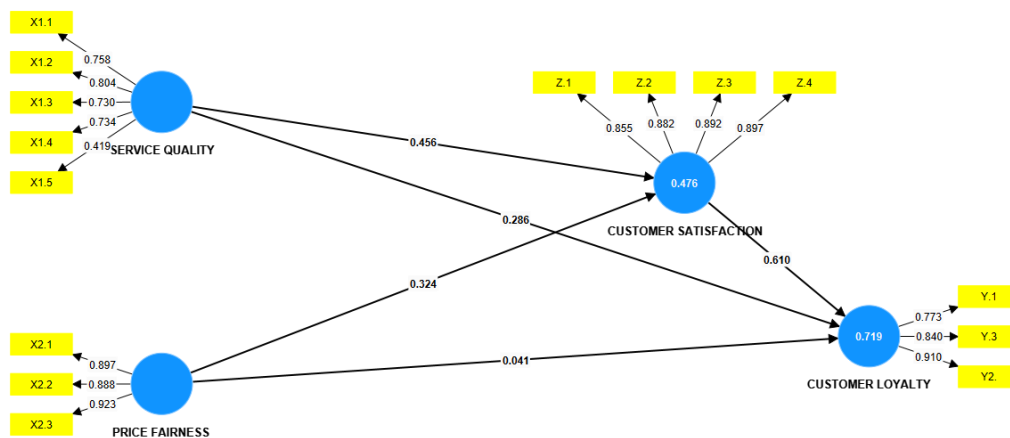 X1.1
X1.2
X1.3
X1.4
X1.5
0.758
0.804
0.730
0.734
0.419
SERVICE QUALITY
Z.1
Z.2
Z.3
Z.4
0.855
0.882
0.892
0.897
0.456
0.476
CUSTOMER SATISFACTION
0.286
0.324
0.610
0.041
X2.1
X2.2
X2.3
0.897
0.888
0.923
PRICE FAIRNESS
0.719
CUSTOMER LOYALTY
0.773
0.840
0.910
Y.1
Y.3
Y2.